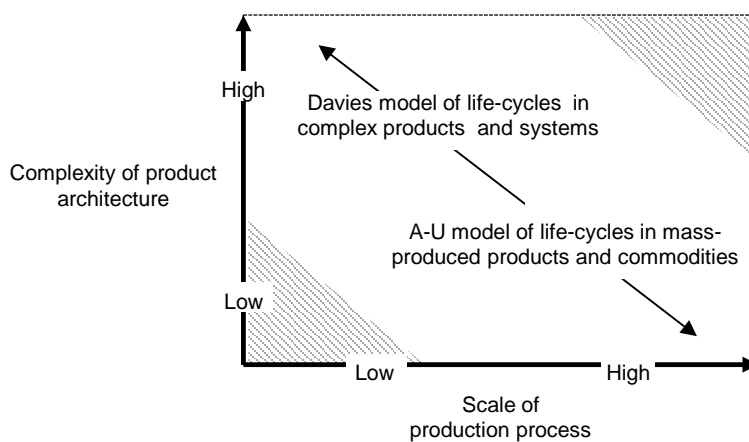 High
Davies model of life-cycles in
complex products and systems
Complexity of product
architecture
A-U model of life-cycles in mass-
produced products and commodities
Low
Low
High
Scale of
production process